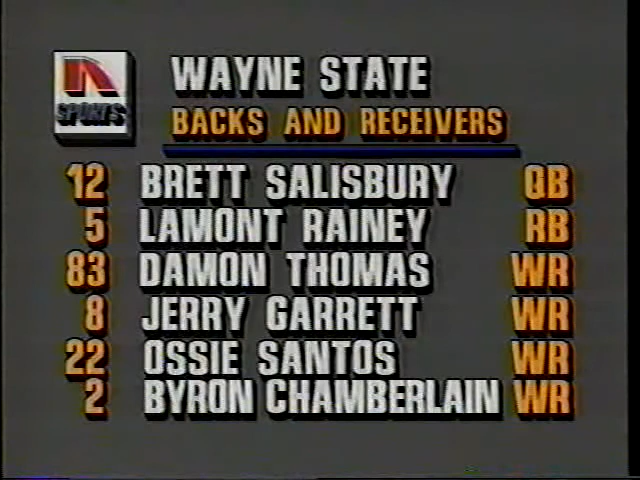 SPORTS
WAYNE STATE
BACKS AND RECEIVERS
12 BRETT SALISBURY QB
5 LAMONT RAINEY RB
83 DAMON THOMAS WR
8 JERRY GARRETT WR
22 OSSIE SANTOS WR
2 BYRON CHAMBERLAIN WR